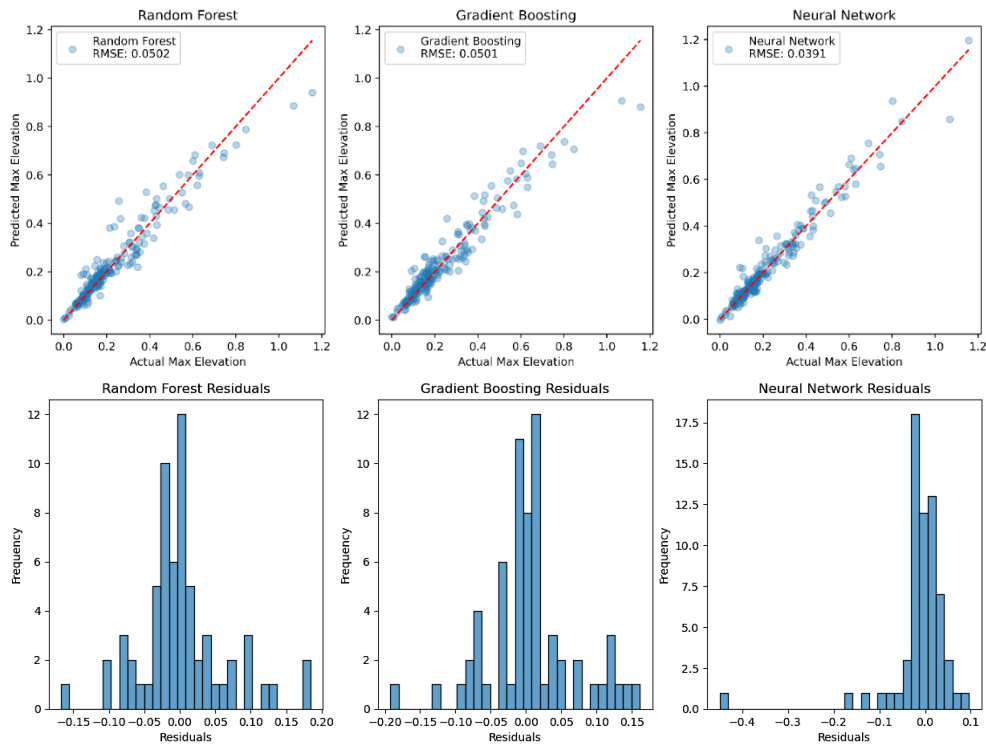 Random Forest
Gradient Boosting
Neural Network
Random Forest
RMSE: 0.0502
Gradient Boosting
RMSE: 0.0501
Neural Network
RMSE: 0.0391
1.2
1.0
0.8
0.6
0.4
0.2
0.0
Predicted Max Elevation
0.0 0.2 0.4 0.6 0.8 1.0 1.2
Actual Max Elevation
1.2
1.0
0.8
0.6
0.4
0.2
0.0
Predicted Max Elevation
0.0 0.2 0.4 0.6 0.8 1.0 1.2
Actual Max Elevation
1.2
1.0
0.8
0.6
0.4
0.2
0.0
Predicted Max Elevation
0.0 0.2 0.4 0.6 0.8 1.0 1.2
Actual Max Elevation
Random Forest Residuals
12
10
8
6
4
2
0
Frequency
−0.15 −0.10 −0.05 0.00 0.05 0.10 0.15 0.20
Residuals
Gradient Boosting Residuals
12
10
8
6
4
2
0
Frequency
−0.20 −0.15 −0.10 −0.05 0.00 0.05 0.10 0.15
Residuals
Neural Network Residuals
17.5
15.0
12.5
10.0
7.5
5.0
2.5
0.0
Frequency
−0.4 −0.3 −0.2 −0.1 0.0 0.1
Residuals